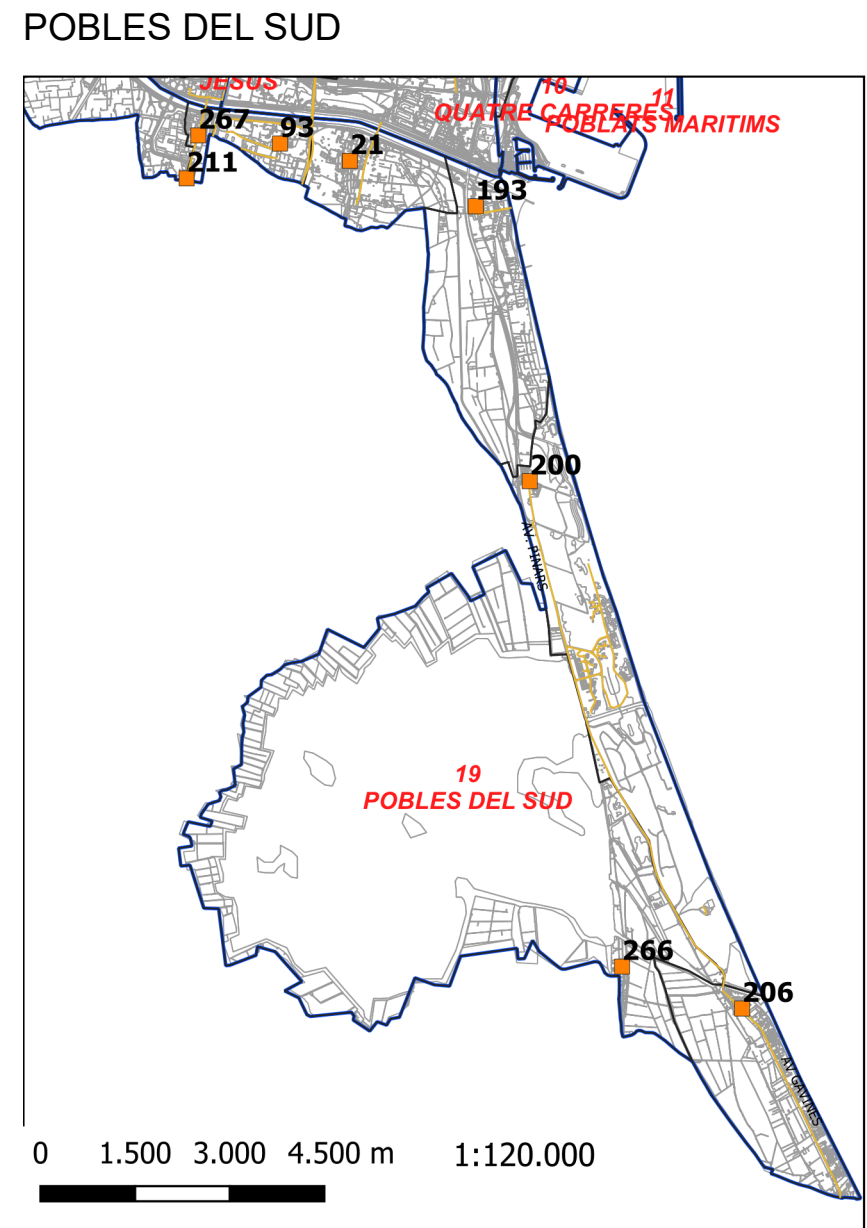 POBLES DEL SUD
JESUS
10
QUATRE CARRERES
11
POBLATS MARITIMS
267
93
21
211
193
200
AV. PINARS
19
POBLES DEL SUD
266
206
AV GAVINES
0 1.500 3.000 4.500 m 1:120.000